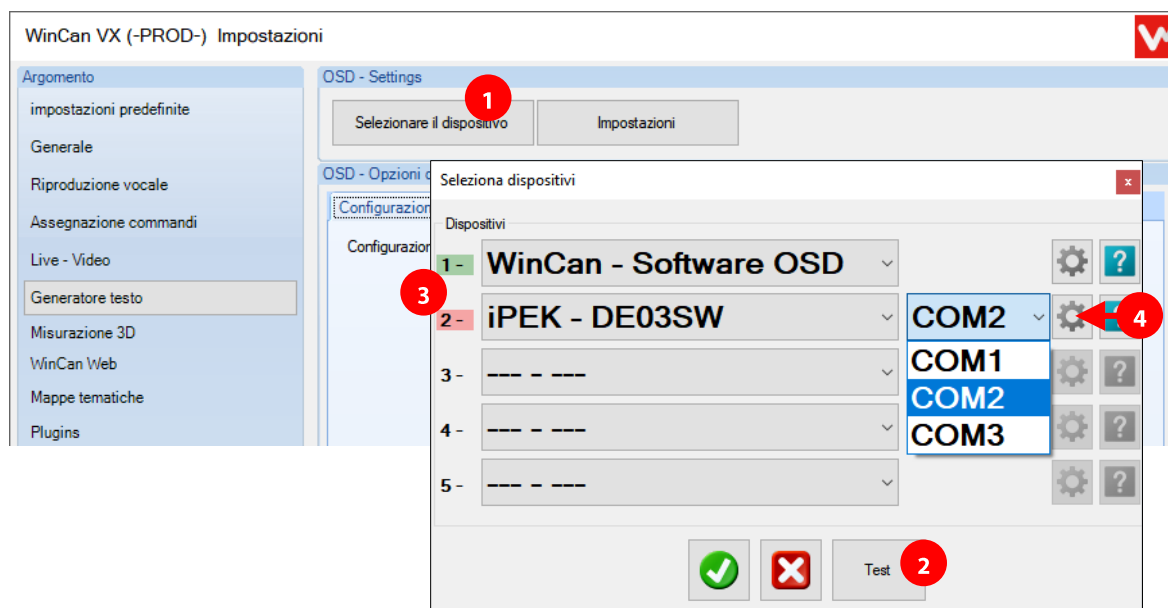 WinCan VX (-PROD-) Impostazioni
Argomento
impostazioni predefinite
Generale
Riproduzione vocale
Assegnazione commandi
Live - Video
Generatore testo
Misurazione 3D
WinCan Web
Mappe tematiche
Plugins
OSD - Settings
1
Selezionare il dispositivo
Impostazioni
OSD - Opzioni
Configurazion
Configurazion
Seleziona dispositivi
x
Dispositivi
1 - WinCan - Software OSD ?
3
2 - iPEK - DE03SW COM2 4
COM1
COM2
COM3
3 - --- - --- ?
4 - --- - --- ?
5 - --- - --- ?
Test 2